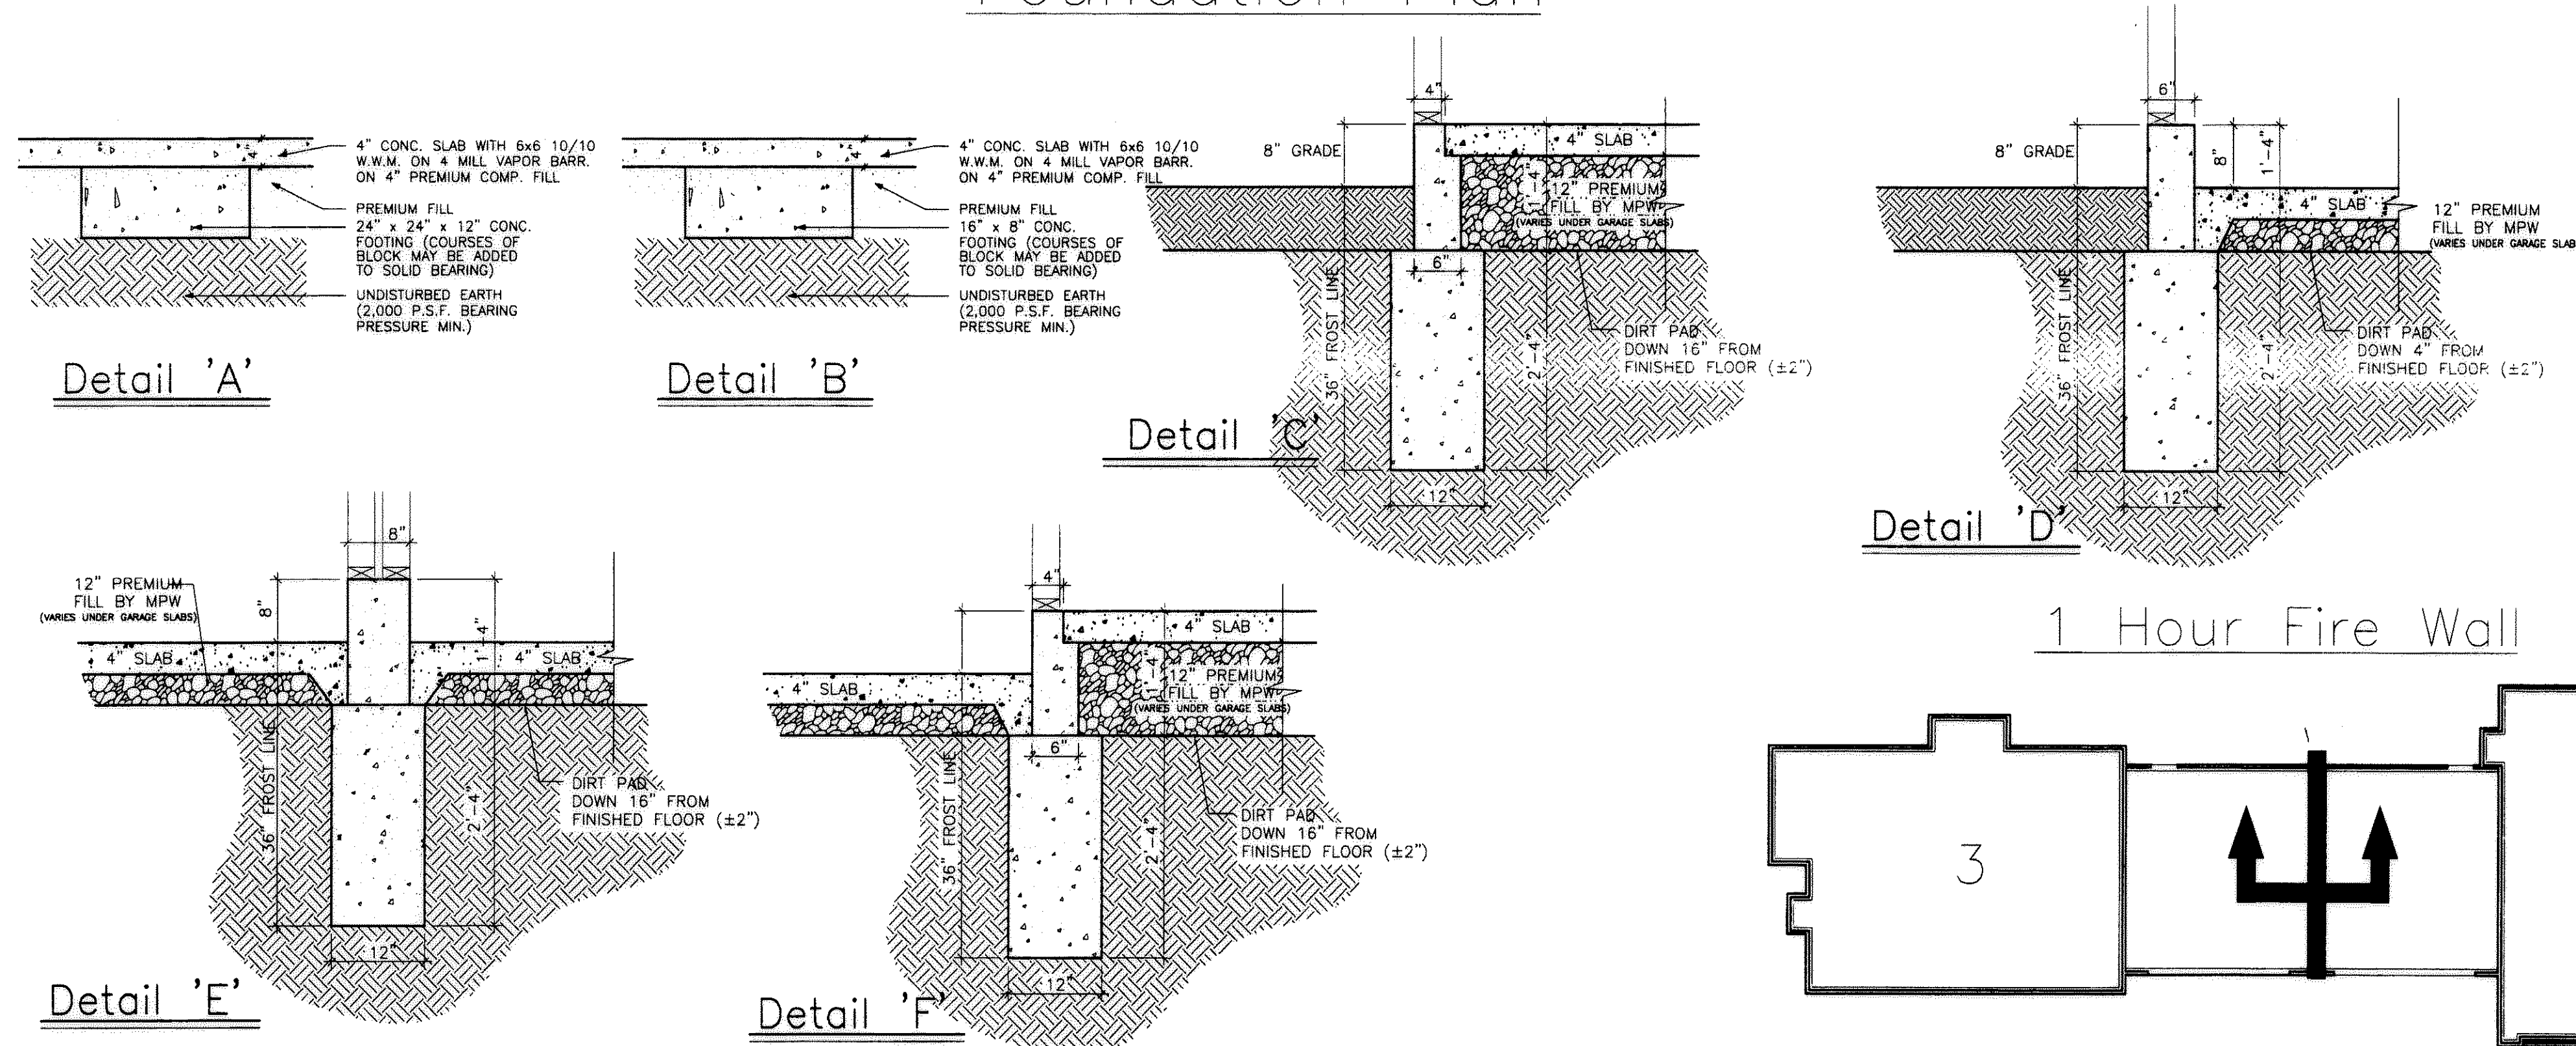 Foundation Plan
4" CONC. SLAB WITH 6x6 10/10
W.W.M. ON 4 MILL VAPOR BARR.
ON 4" PREMIUM COMP. FILL
PREMIUM FILL
24" x 24" x 12" CONC.
FOOTING (COURSES OF
BLOCK MAY BE ADDED
TO SOLID BEARING)
UNDISTURBED EARTH
(2,000 P.S.F. BEARING
PRESSURE MIN.)
4"
Detail 'A'
4" CONC. SLAB WITH 6x6 10/10
W.W.M. ON 4 MILL VAPOR BARR.
ON 4" PREMIUM COMP. FILL
PREMIUM FILL
16" x 8" CONC.
FOOTING (COURSES OF
BLOCK MAY BE ADDED
TO SOLID BEARING)
UNDISTURBED EARTH
(2,000 P.S.F. BEARING
PRESSURE MIN.)
4"
Detail 'B'
4"
8" GRADE
4" SLAB
1'-4"
12" PREMIUM
FILL BY MPW
(VARIES UNDER GARAGE SLABS)
6"
36" FROST LINE
2'-4"
DIRT PAD
DOWN 16" FROM
FINISHED FLOOR (±2")
12"
Detail 'C'
6"
8" GRADE
8"
1'-4"
4" SLAB
12" PREMIUM
FILL BY MPW
(VARIES UNDER GARAGE SLAB
36" FROST LINE
2'-4"
DIRT PAD
DOWN 4" FROM
FINISHED FLOOR (±2")
12"
Detail 'D'
8"
12" PREMIUM
FILL BY MPW
(VARIES UNDER GARAGE SLABS)
8"
1'-4"
4" SLAB
4" SLAB
36" FROST LINE
2'-4"
DIRT PAD
DOWN 16" FROM
FINISHED FLOOR (±2")
12"
Detail 'E'
4"
4" SLAB
4" SLAB
1'-4"
12" PREMIUM
FILL BY MPW
(VARIES UNDER GARAGE SLABS)
6"
36" FROST LINE
2'-4"
DIRT PAD
DOWN 16" FROM
FINISHED FLOOR (±2")
12"
Detail 'F'
1 Hour Fire Wall
3